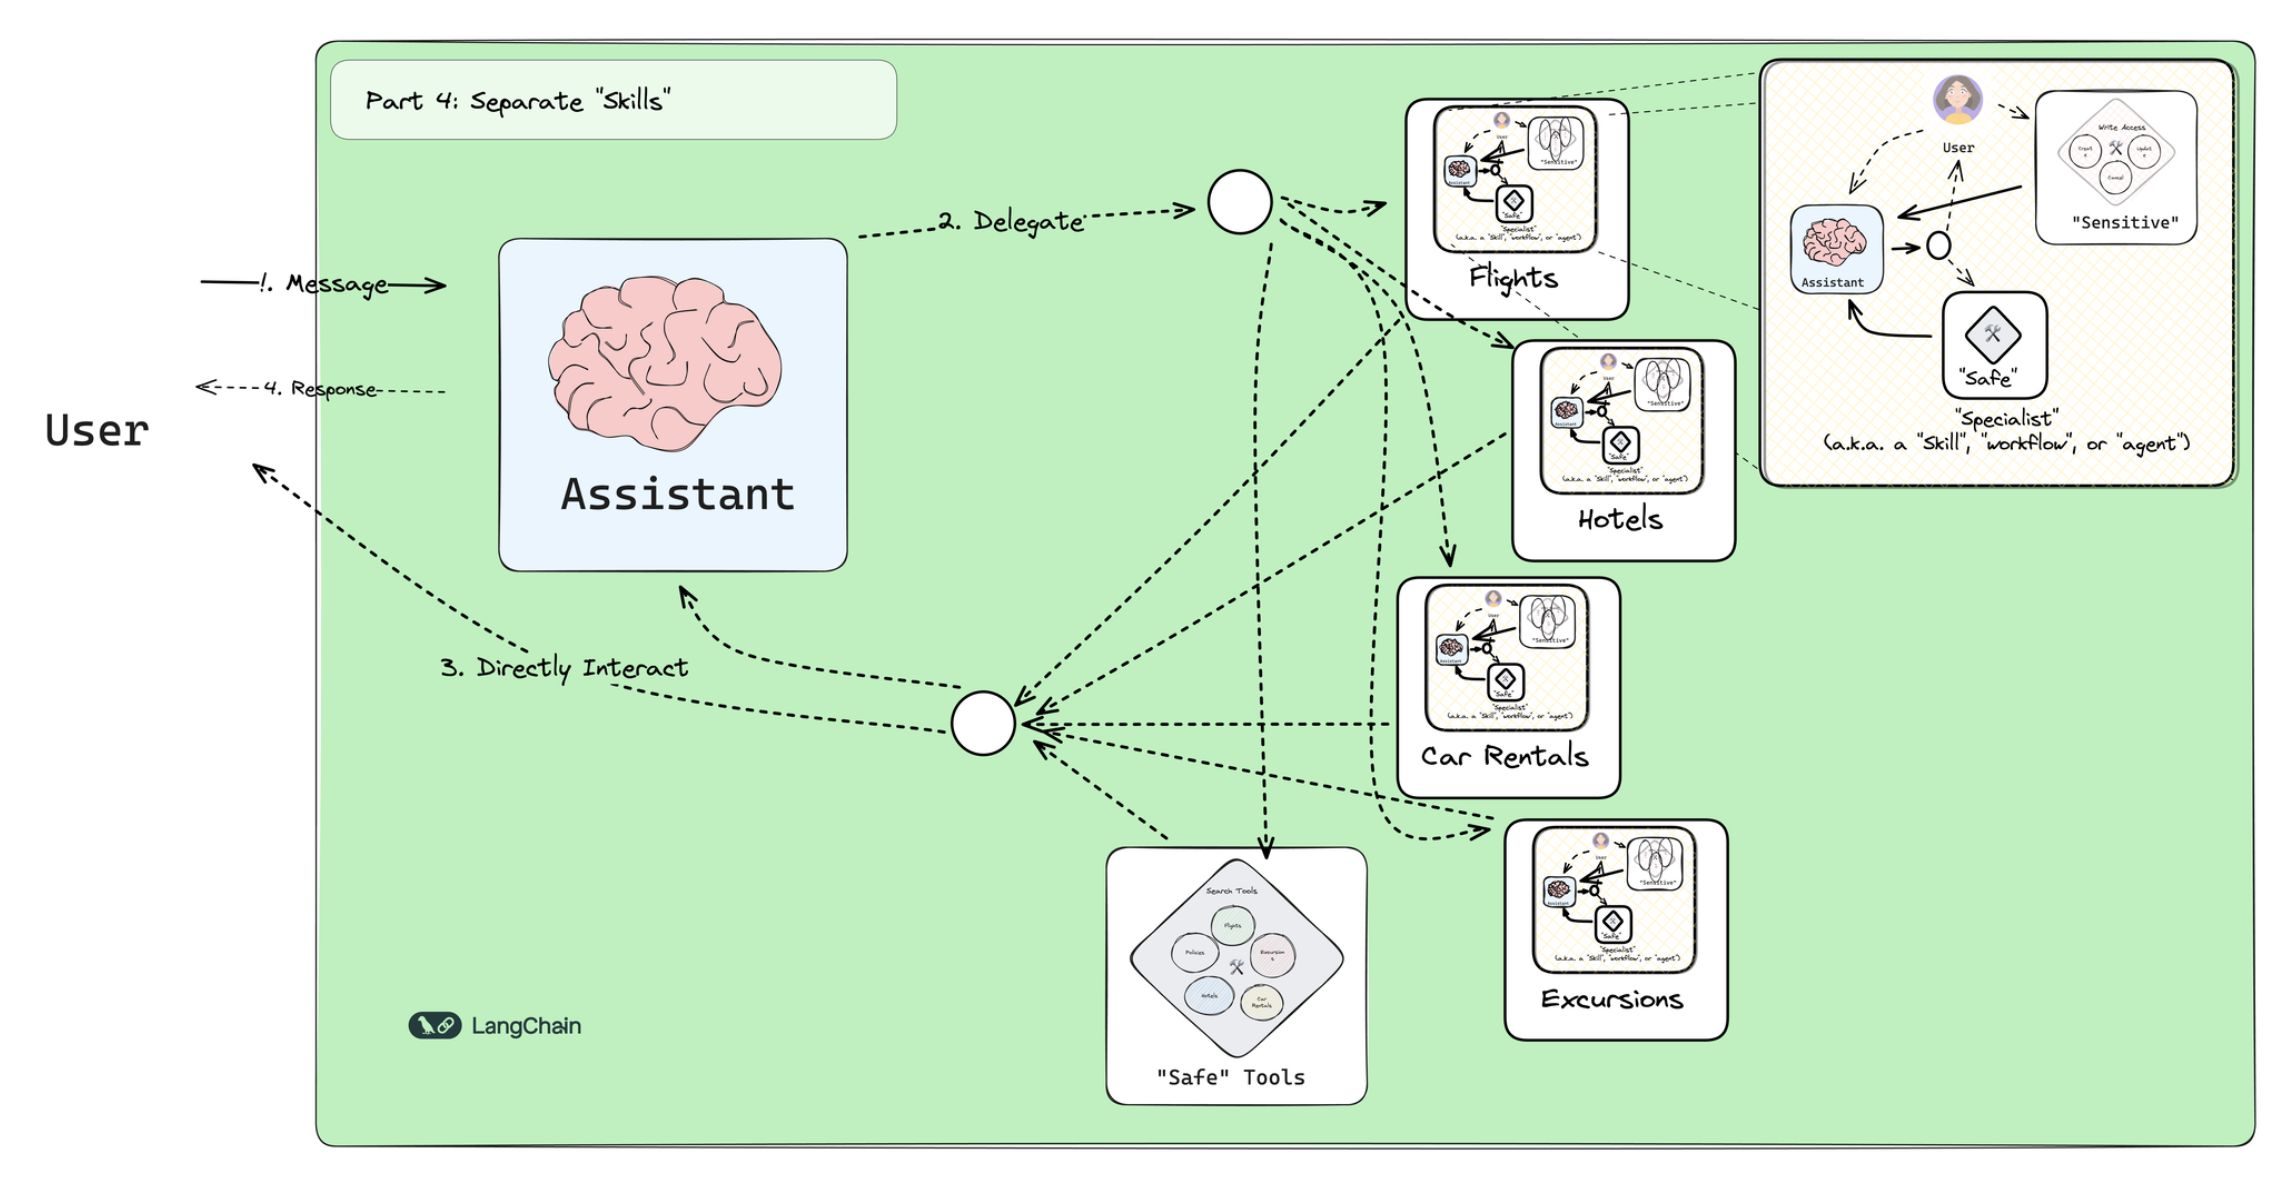 Part 4: Separate "Skills"
User
1. Message
4. Response
Assistant
2. Delegate
3. Directly Interact
User
Assistant
"Sensitive"
"Safe"
"Specialist"
(a.k.a. a "Skill", "workflow", or "agent")
Flights
User
Assistant
"Sensitive"
"Safe"
"Specialist"
(a.k.a. a "Skill", "workflow", or "agent")
Hotels
User
Assistant
"Sensitive"
"Safe"
"Specialist"
(a.k.a. a "Skill", "workflow", or "agent")
Car Rentals
User
Assistant
"Sensitive"
"Safe"
"Specialist"
(a.k.a. a "Skill", "workflow", or "agent")
Excursions
User
Write Access
Creat
e
Updat
e
Cancel
"Sensitive"
Assistant
"Safe"
"Specialist"
(a.k.a. a "Skill", "workflow", or "agent")
Search Tools
Flights
Policies
Excursion
s
Hotels
Car
Rentals
"Safe" Tools
LangChain